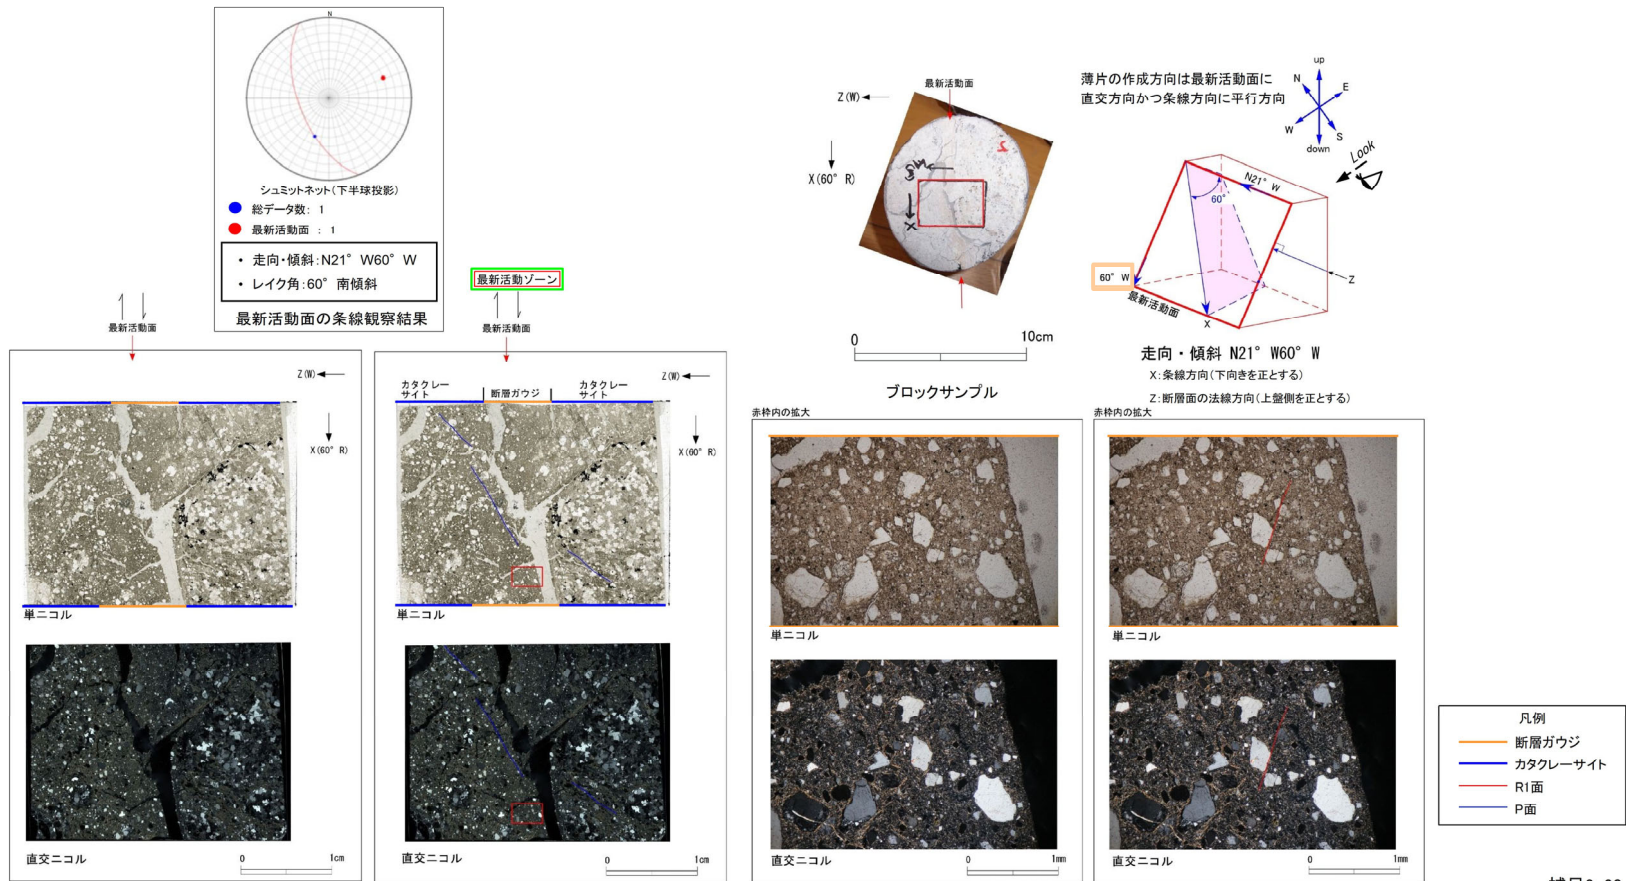 N
シュミットネット(下半球投影)
総データ数: 1
最新活動面 : 1
・ 走向・傾斜:N21° W60° W
・ レイク角:60° 南傾斜
最新活動面の条線観察結果
最新活動面
最新活動ゾーン
最新活動面
Z(W)
X(60° R)
単ニコル
直交ニコル
0 1cm
カタクレー
サイト
断層ガウジ
カタクレー
サイト
Z(W)
X(60° R)
単ニコル
直交ニコル
0 1cm
最新活動面
Z(W)
X(60° R)
X
0 10cm
ブロックサンプル
薄片の作成方向は最新活動面に
直交方向かつ条線方向に平行方向
up
N
E
W
S
down
Look
N21° W
60°
60° W
最新活動面
X
Z
走向・傾斜 N21° W60° W
X:条線方向(下向きを正とする)
Z:断層面の法線方向(上盤側を正とする)
赤枠内の拡大
単ニコル
直交ニコル
0 1mm
赤枠内の拡大
単ニコル
直交ニコル
0 1mm
凡例
断層ガウジ
カタクレーサイト
R1面
P面